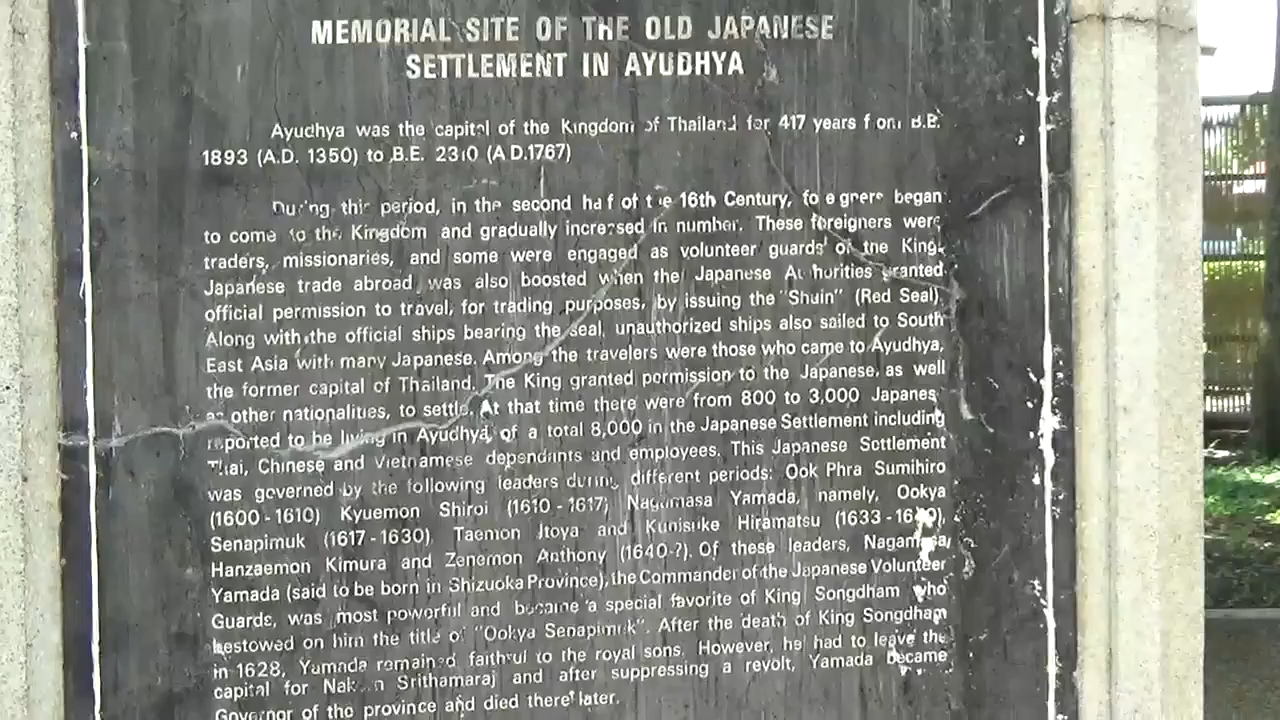 MEMORIAL SITE OF THE OLD JAPANESE
SETTLEMENT IN AYUDHYA
Ayudhya was the capital of the Kingdom of Thailand for 417 years from B.E.
1893 (A.D. 1350) to B.E. 2310 (A.D.1767)
During this period, in the second half of the 16th Century, foreigners began
to come to the Kingdom and gradually increased in number. These foreigners were
traders, missionaries, and some were engaged as volunteer guards of the King.
Japanese trade abroad was also boosted when the Japanese Authorities granted
official permission to travel, for trading purposes, by issuing the "Shuin" (Red Seal).
Along with the official ships bearing the seal, unauthorized ships also sailed to South
East Asia with many Japanese. Among the travelers were those who came to Ayudhya,
the former capital of Thailand. The King granted permission to the Japanese, as well
as other nationalities, to settle. At that time there were from 800 to 3,000 Japanese
reported to be living in Ayudhya, of a total 8,000 in the Japanese Settlement including
Thai, Chinese and Vietnamese dependants and employees. This Japanese Settlement
was governed by the following leaders during different periods: Ook Phra Sumihiro
(1600 - 1610) Kyuemon Shiroi (1610 - 1617) Nagamasa Yamada, namely, Ookya
Senapimuk (1617 - 1630), Taemon Itoya and Kunisuke Hiramatsu (1633 - 1640),
Hanzaemon Kimura and Zenemon Anthony (1640-?). Of these leaders, Nagamasa
Yamada (said to be born in Shizuoka Province), the Commander of the Japanese Volunteer
Guards, was most powerful and became a special favorite of King Songdham who
bestowed on him the title of "Ookya Senapimuk". After the death of King Songdham
in 1628, Yamada remained faithful to the royal sons. However, he had to leave the
capital for Nakorn Srithamaraj and after suppressing a revolt, Yamada became
Governor of the province and died there later.